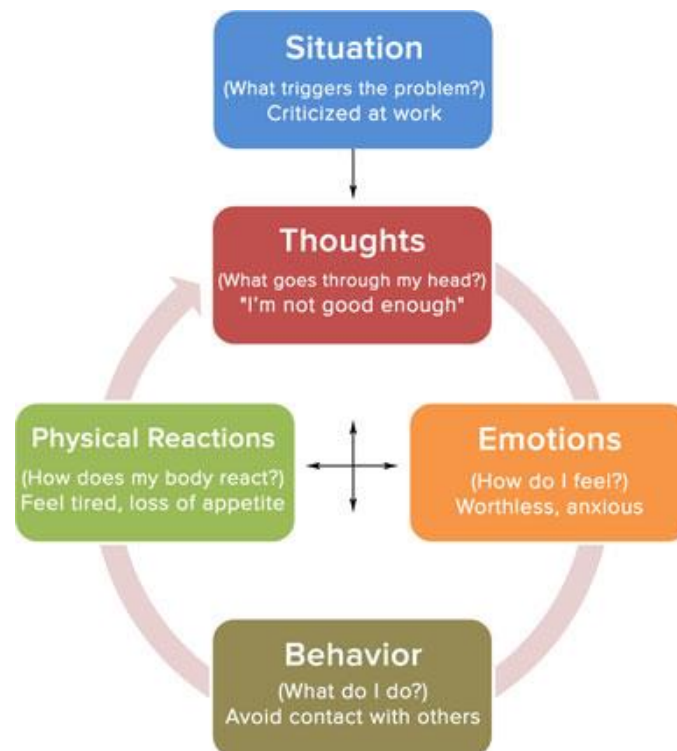 Situation
(What triggers the problem?)
Criticized at work
Thoughts
(What goes through my head?)
"I'm not good enough"
Physical Reactions
(How does my body react?)
Feel tired, loss of appetite
Emotions
(How do I feel?)
Worthless, anxious
Behavior
(What do I do?)
Avoid contact with others